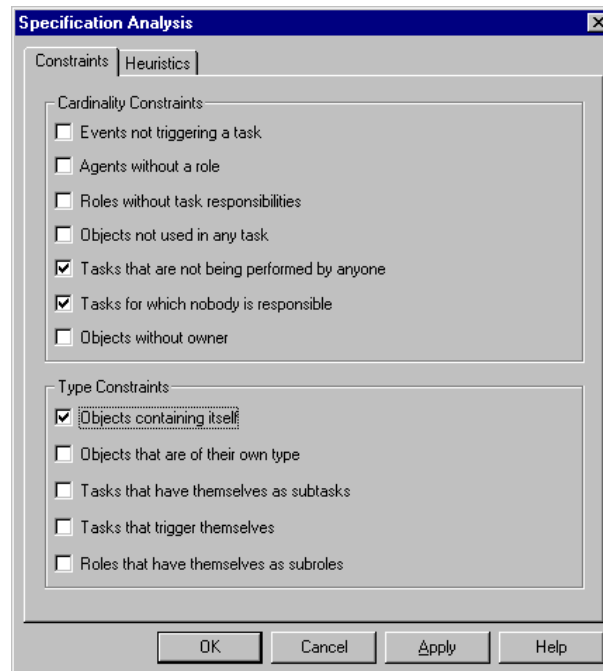 Specification Analysis
Constraints
Heuristics
Cardinality Constraints
Events not triggering a task
Agents without a role
Roles without task responsibilities
Objects not used in any task
Tasks that are not being performed by anyone
Tasks for which nobody is responsible
Objects without owner
Type Constraints
Objects containing itself
Objects that are of their own type
Tasks that have themselves as subtasks
Tasks that trigger themselves
Roles that have themselves as subroles
OK
Cancel
Apply
Help